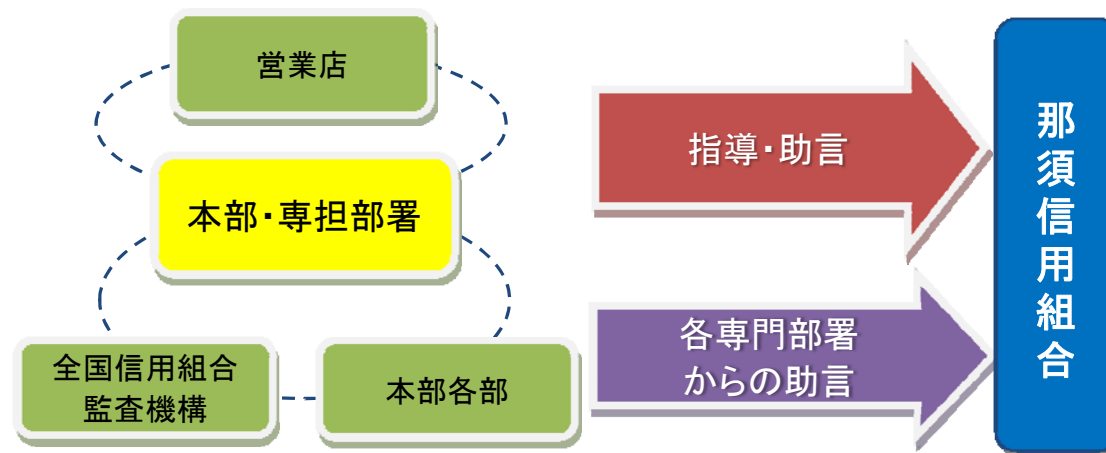 営業店
本部・専担部署
全国信用組合
監査機構
本部各部
指導・助言
各専門部署
からの助言
那須信用組合